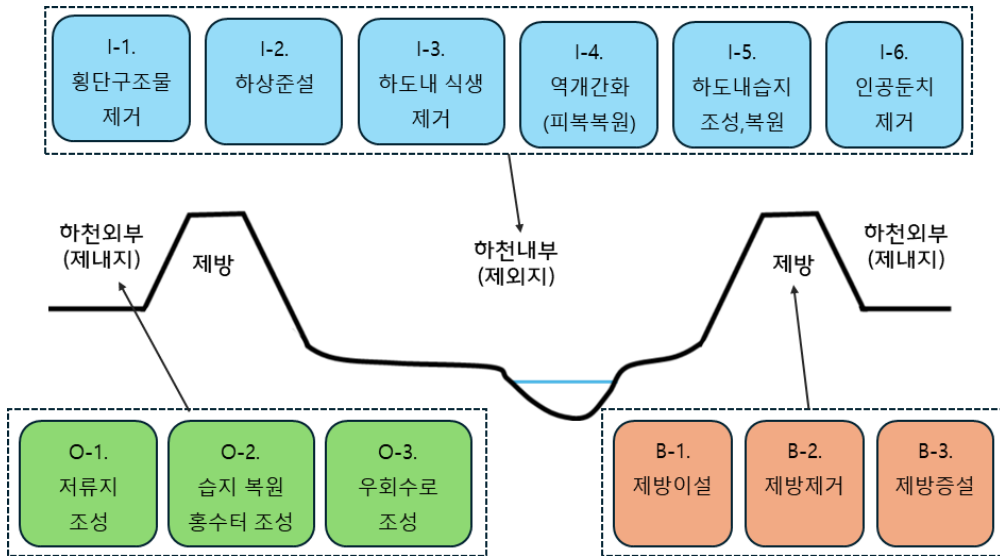 I-1.
횡단구조물
제거
I-2.
하상준설
I-3.
하도내 식생
제거
I-4.
역개간화
(피복복원)
I-5.
하도내습지
조성,복원
I-6.
인공둔치
제거
하천외부
(제내지)
제방
하천내부
(제외지)
제방
하천외부
(제내지)
O-1.
저류지
조성
O-2.
습지 복원
홍수터 조성
O-3.
우회수로
조성
B-1.
제방이설
B-2.
제방제거
B-3.
제방증설